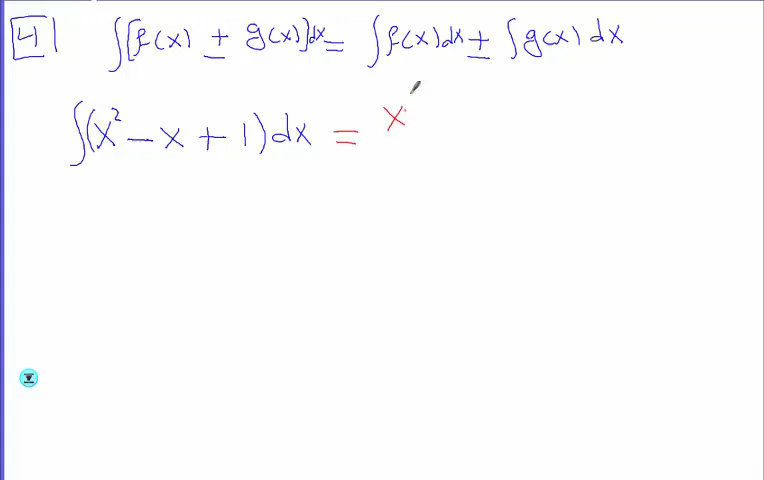 4 ∫[f(x) ± g(x)]dx = ∫f(x)dx ± ∫g(x)dx
∫(x² - x + 1)dx = x